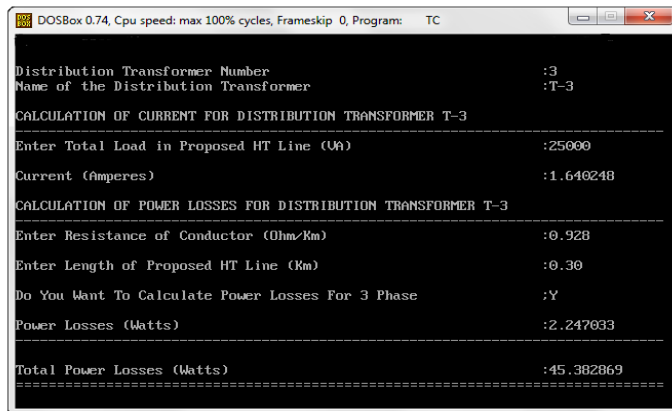 DOSBox 0.74, Cpu speed: max 100% cycles, Frameskip 0, Program: TC
Distribution Transformer Number :3
Name of the Distribution Transformer :T-3
CALCULATION OF CURRENT FOR DISTRIBUTION TRANSFORMER T-3
Enter Total Load in Proposed HT Line (VA) :25000
Current (Amperes) :1.640248
CALCULATION OF POWER LOSSES FOR DISTRIBUTION TRANSFORMER T-3
Enter Resistance of Conductor (Ohm/Km) :0.928
Enter Length of Proposed HT Line (Km) :0.30
Do You Want To Calculate Power Losses For 3 Phase ;Y
Power Losses (Watts) :2.247033
Total Power Losses (Watts) :45.382869